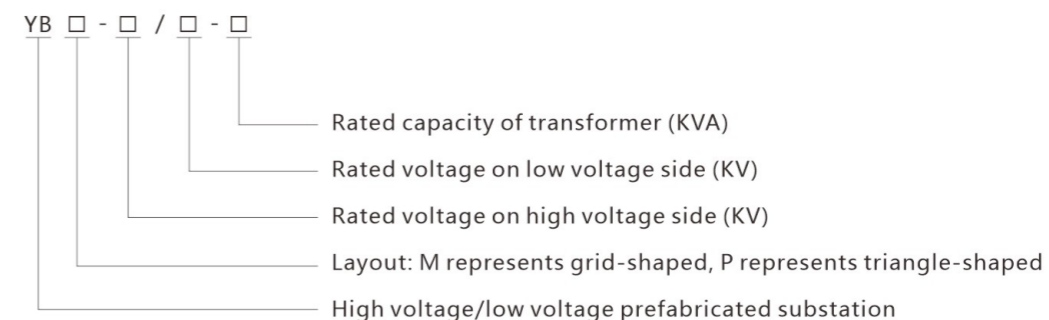 YB □ - □ / □ - □
Rated capacity of transformer (KVA)
Rated voltage on low voltage side (KV)
Rated voltage on high voltage side (KV)
Layout: M represents grid-shaped, P represents triangle-shaped
High voltage/low voltage prefabricated substation